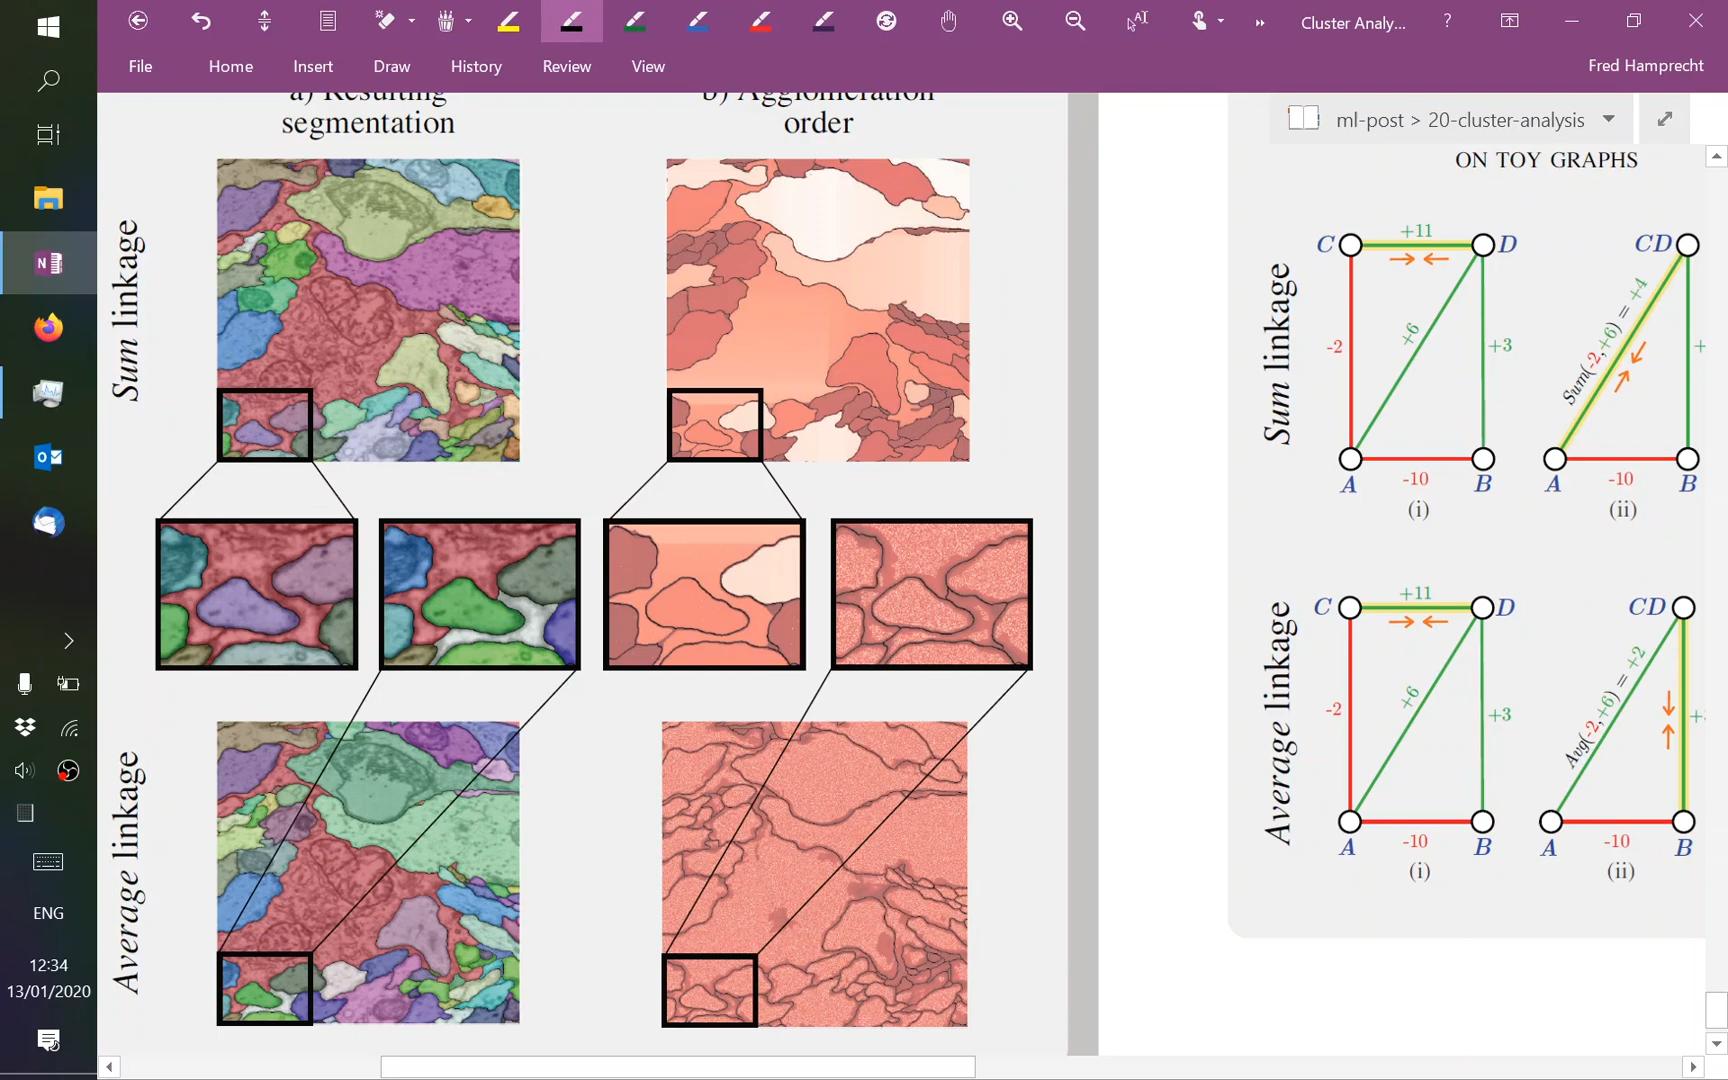 Cluster Analy...
?
File
Home
Insert
Draw
History
Review
View
Fred Hamprecht
ml-post > 20-cluster-analysis
a) Resulting
segmentation
b) Agglomeration
order
Sum linkage
Average linkage
ON TOY GRAPHS
Sum linkage
C
+11
D
-2
+6
+3
A
-10
B
(i)
CD
Sum(-2,+6) = +4
+
A
-10
B
(ii)
Average linkage
C
+11
D
-2
+6
+3
A
-10
B
(i)
CD
Avg(-2,+6) = +2
A
-10
B
(ii)
ENG
12:34
13/01/2020